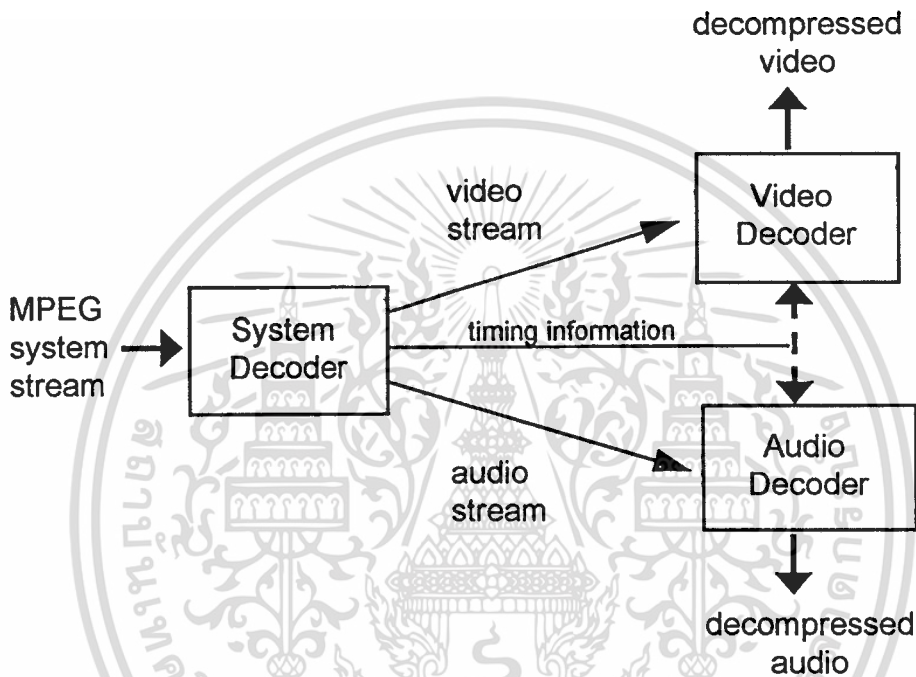 decompressed
video
Video
Decoder
video
stream
MPEG
system
stream
System
Decoder
timing information
audio
stream
Audio
Decoder
decompressed
audio